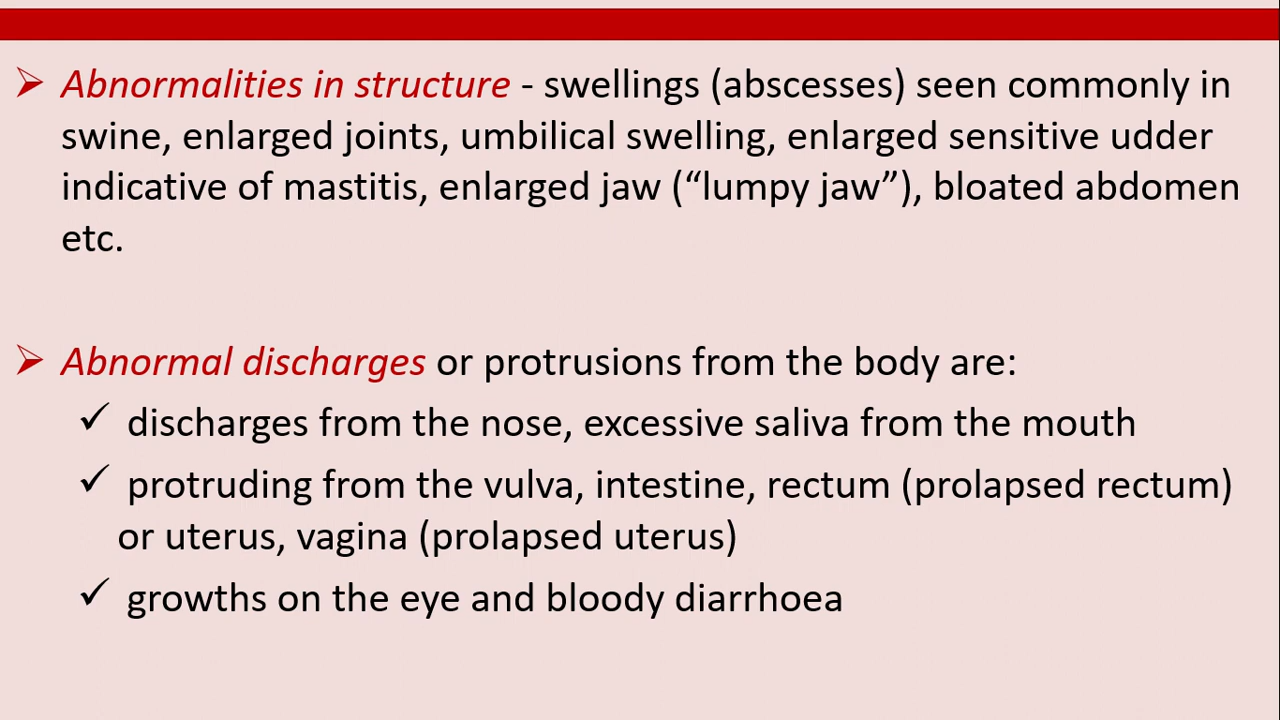 ➢ Abnormalities in structure - swellings (abscesses) seen commonly in
swine, enlarged joints, umbilical swelling, enlarged sensitive udder
indicative of mastitis, enlarged jaw (“lumpy jaw”), bloated abdomen
etc.
➢ Abnormal discharges or protrusions from the body are:
✓ discharges from the nose, excessive saliva from the mouth
✓ protruding from the vulva, intestine, rectum (prolapsed rectum)
or uterus, vagina (prolapsed uterus)
✓ growths on the eye and bloody diarrhoea